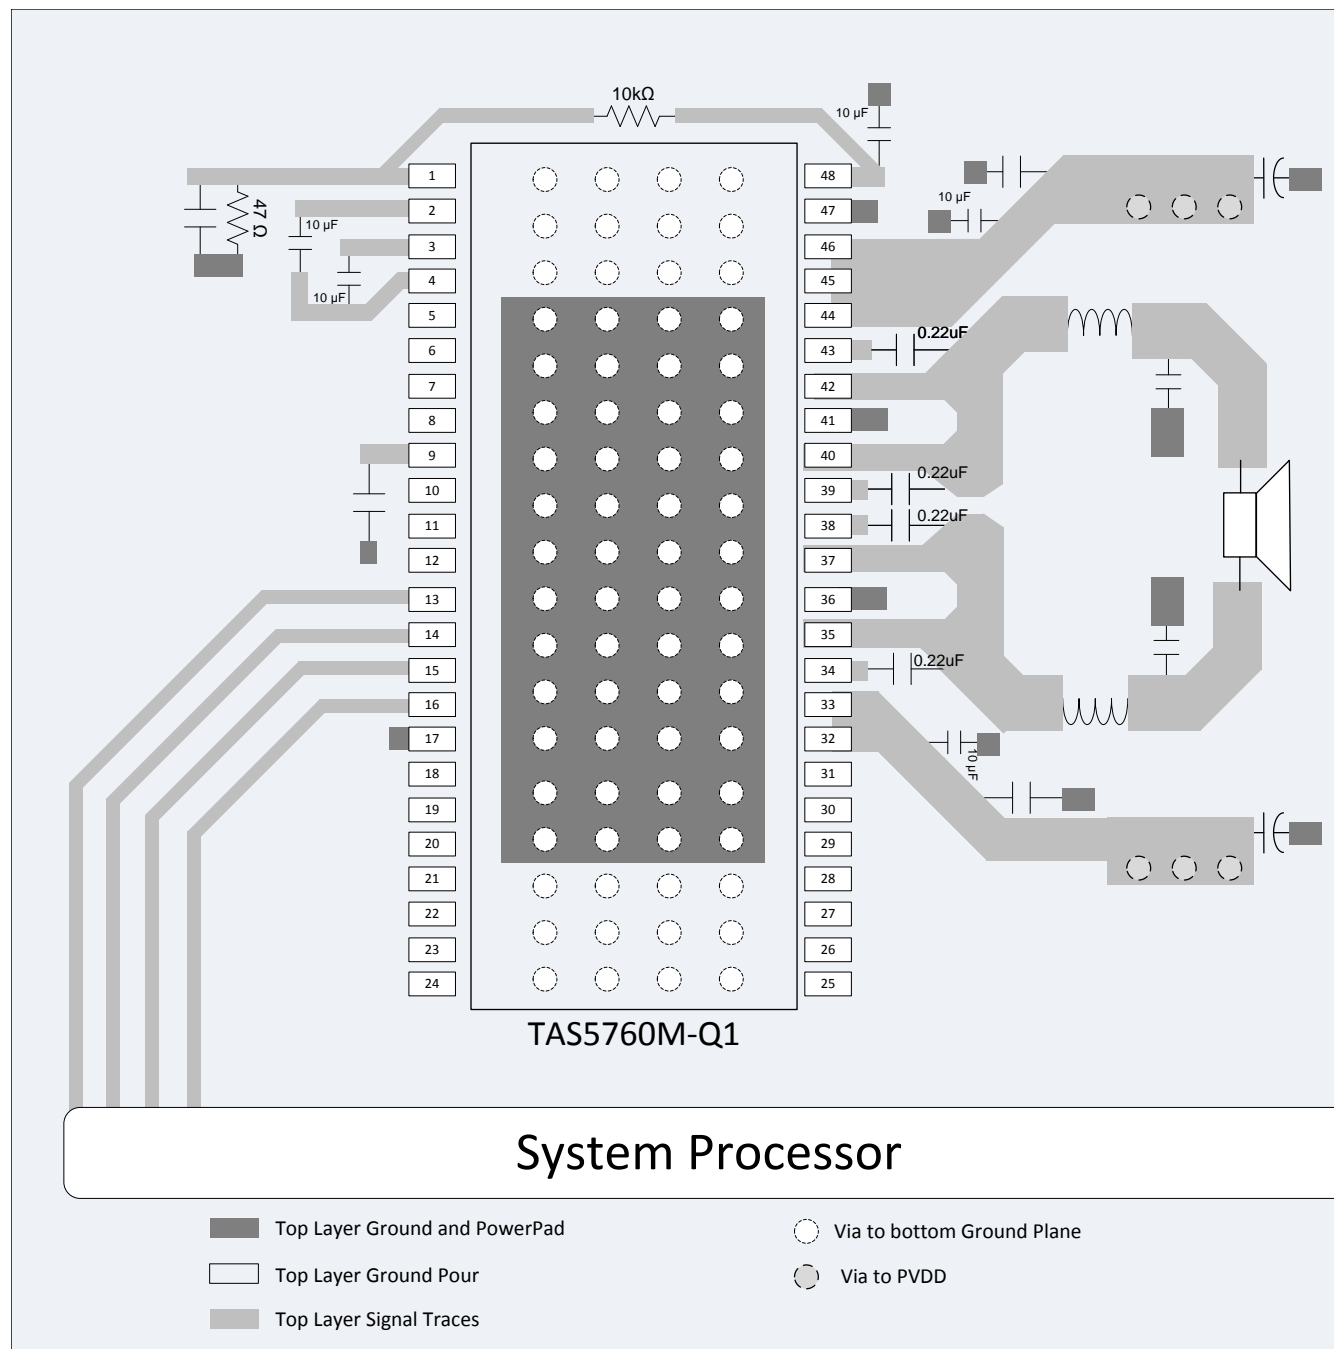 10kΩ
10 µF
1
48
2
47
47 Ω
10 µF
10 µF
3
46
4
45
10 µF
5
44
6
43
0.22uF
7
42
8
41
9
40
10
39
0.22uF
11
38
0.22uF
12
37
13
36
14
35
15
34
0.22uF
16
33
17
32
10 µF
18
31
19
30
20
29
21
28
22
27
23
26
24
25
TAS5760M-Q1
System Processor
Top Layer Ground and PowerPad
Via to bottom Ground Plane
Top Layer Ground Pour
Via to PVDD
Top Layer Signal Traces